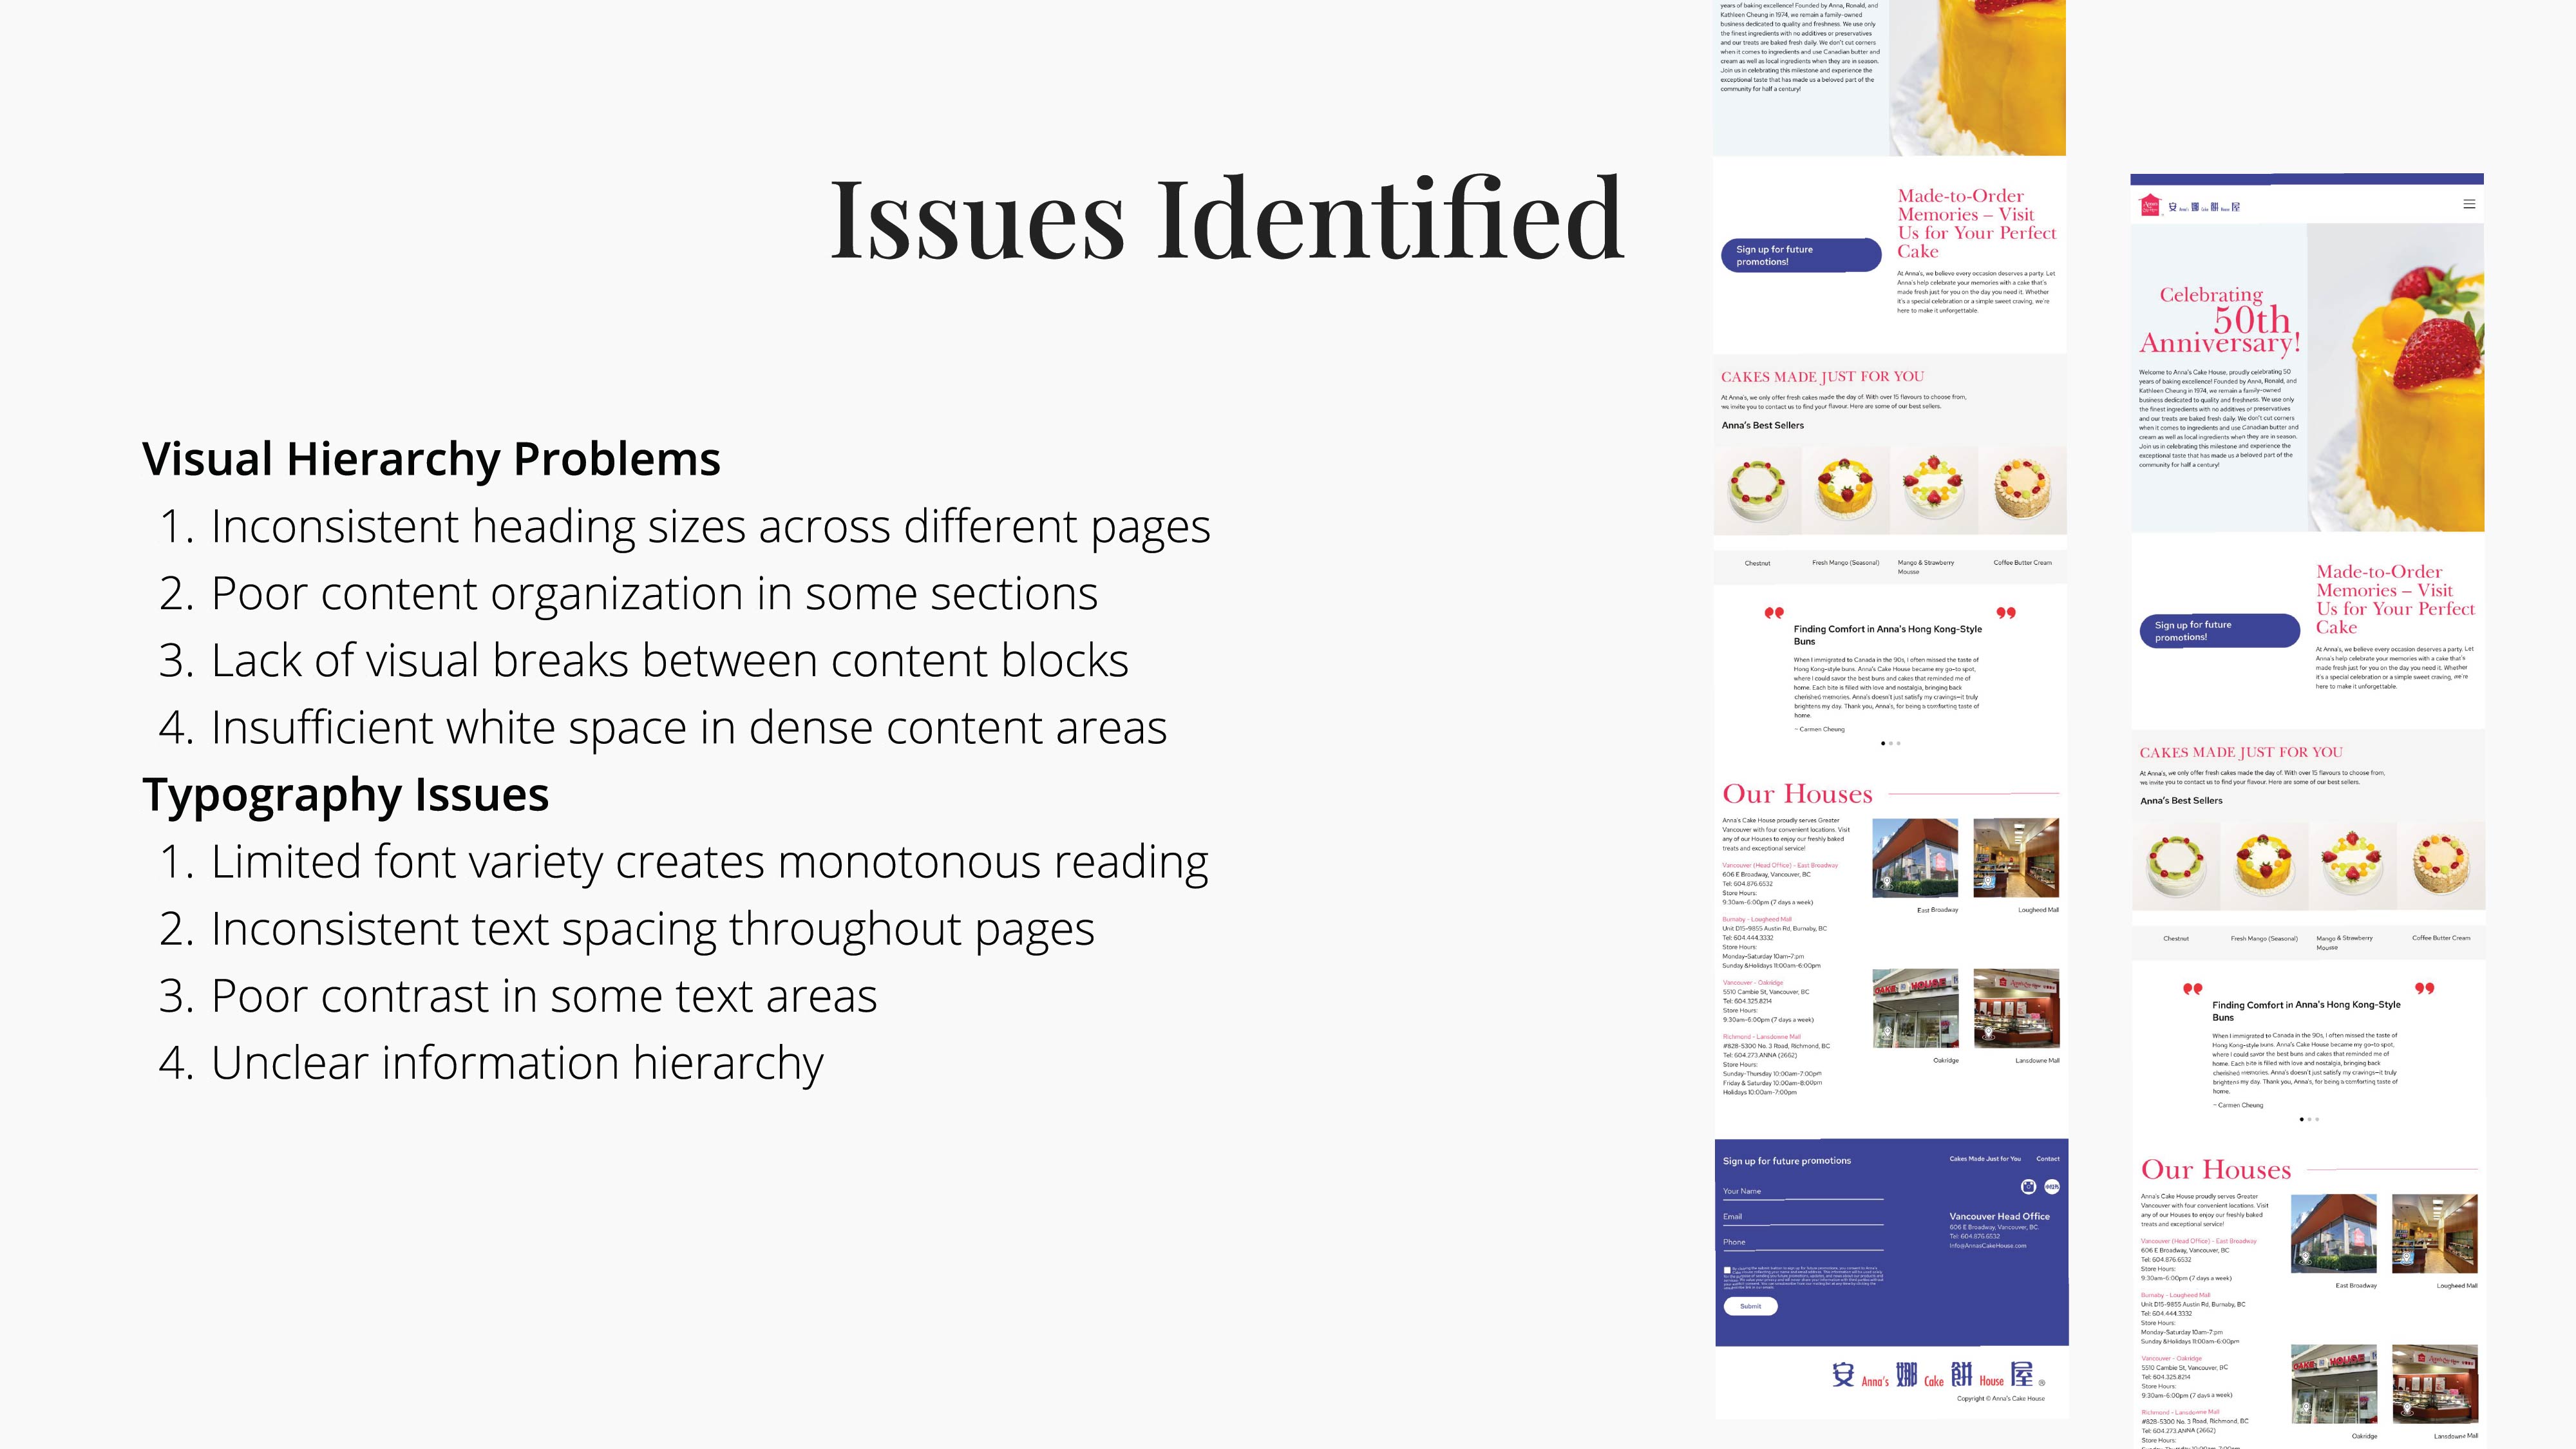 Issues Identified
Visual Hierarchy Problems
1. Inconsistent heading sizes across different pages
2. Poor content organization in some sections
3. Lack of visual breaks between content blocks
4. Insufficient white space in dense content areas
Typography Issues
1. Limited font variety creates monotonous reading
2. Inconsistent text spacing throughout pages
3. Poor contrast in some text areas
4. Unclear information hierarchy
years of baking excellence! Founded by Anna, Ronald, and
Kathleen Cheung in 1974, we remain a family-owned
business dedicated to quality and freshness. We use only
the finest ingredients with no additives or preservatives
and our treats are baked fresh daily. We don't cut corners
when it comes to ingredients and use Canadian butter and
cream as well as local ingredients when they are in season.
Join us in celebrating this milestone and experience the
exceptional taste that has made us a beloved part of the
community for half a century!
Sign up for future
promotions!
Made-to-Order
Memories – Visit
Us for Your Perfect
Cake
At Anna's, we believe every occasion deserves a party. Let
Anna's help celebrate your memories with a cake that's
made fresh just for you on the day you need it. Whether
it's a special celebration or a simple sweet craving, we're
here to make it unforgettable.
CAKES MADE JUST FOR YOU
At Anna's, we only offer fresh cakes made the day of. With over 15 flavours to choose from,
we invite you to contact us to find your flavour. Here are some of our best sellers.
Anna's Best Sellers
Chestnut
Fresh Mango (Seasonal)
Mango & Strawberry
Mousse
Coffee Butter Cream
Finding Comfort in Anna's Hong Kong-Style
Buns
When I immigrated to Canada in the 90s, I often missed the taste of
Hong Kong-style buns. Anna's Cake House became my go-to spot,
where I could savor the best buns and cakes that reminded me of
home. Each bite is filled with love and nostalgia, bringing back
cherished memories. Anna's doesn't just satisfy my cravings—it truly
brightens my day. Thank you, Anna's, for being a comforting taste of
home.
– Carmen Cheung
Our Houses
Anna's Cake House proudly serves Greater
Vancouver with four convenient locations. Visit
any of our Houses to enjoy our freshly baked
treats and exceptional service!
Vancouver (Head Office) - East Broadway
606 E Broadway, Vancouver, BC
Tel: 604.876.6532
Store Hours:
9:30am-6:00pm (7 days a week)
Burnaby - Lougheed Mall
Unit D15-9855 Austin Rd, Burnaby, BC
Tel: 604.444.3332
Store Hours:
Monday-Saturday 10am-7:pm
Sunday &Holidays 11:00am-6:00pm
Vancouver - Oakridge
5510 Cambie St, Vancouver, BC
Tel: 604.325.8214
Store Hours:
9:30am-6:00pm (7 days a week)
Richmond - Lansdowne Mall
#828-5300 No. 3 Road, Richmond, BC
Tel: 604.273.ANNA (2662)
Store Hours:
Sunday-Thursday 10:00am-7:00pm
Friday & Saturday 10:00am-8:00pm
Holidays 10:00am-7:00pm
East Broadway
Lougheed Mall
CAKE HOUSE
Oakridge
Lansdowne Mall
Sign up for future promotions
Your Name
Email
Phone
Submit
Cakes Made Just for You
Contact
Vancouver Head Office
606 E Broadway, Vancouver, BC.
Tel: 604.876.6532
Info@AnnasCakeHouse.com
安 Anna's 娜 Cake 餅 House 屋 ®
Copyright © Anna's Cake House
安 Anna's 娜 Cake 餅 House 屋
Celebrating
50th
Anniversary!
Welcome to Anna's Cake House, proudly celebrating 50
years of baking excellence! Founded by Anna, Ronald, and
Kathleen Cheung in 1974, we remain a family-owned
business dedicated to quality and freshness. We use only
the finest ingredients with no additives or preservatives
and our treats are baked fresh daily. We don't cut corners
when it comes to ingredients and use Canadian butter and
cream as well as local ingredients when they are in season.
Join us in celebrating this milestone and experience the
exceptional taste that has made us a beloved part of the
community for half a century!
Sign up for future
promotions!
Made-to-Order
Memories – Visit
Us for Your Perfect
Cake
At Anna's, we believe every occasion deserves a party. Let
Anna's help celebrate your memories with a cake that's
made fresh just for you on the day you need it. Whether
it's a special celebration or a simple sweet craving, we're
here to make it unforgettable.
CAKES MADE JUST FOR YOU
At Anna's, we only offer fresh cakes made the day of. With over 15 flavours to choose from,
we invite you to contact us to find your flavour. Here are some of our best sellers.
Anna's Best Sellers
Chestnut
Fresh Mango (Seasonal)
Mango & Strawberry
Mousse
Coffee Butter Cream
Finding Comfort in Anna's Hong Kong-Style
Buns
When I immigrated to Canada in the 90s, I often missed the taste of
Hong Kong-style buns. Anna's Cake House became my go-to spot,
where I could savor the best buns and cakes that reminded me of
home. Each bite is filled with love and nostalgia, bringing back
cherished memories. Anna's doesn't just satisfy my cravings—it truly
brightens my day. Thank you, Anna's, for being a comforting taste of
home.
– Carmen Cheung
Our Houses
Anna's Cake House proudly serves Greater
Vancouver with four convenient locations. Visit
any of our Houses to enjoy our freshly baked
treats and exceptional service!
Vancouver (Head Office) - East Broadway
606 E Broadway, Vancouver, BC
Tel: 604.876.6532
Store Hours:
9:30am-6:00pm (7 days a week)
Burnaby - Lougheed Mall
Unit D15-9855 Austin Rd, Burnaby, BC
Tel: 604.444.3332
Store Hours:
Monday-Saturday 10am-7:pm
Sunday &Holidays 11:00am-6:00pm
Vancouver - Oakridge
5510 Cambie St, Vancouver, BC
Tel: 604.325.8214
Store Hours:
9:30am-6:00pm (7 days a week)
Richmond - Lansdowne Mall
#828-5300 No. 3 Road, Richmond, BC
Tel: 604.273.ANNA (2662)
Store Hours:
East Broadway
Lougheed Mall
CAKE HOUSE
Oakridge
Lansdowne Mall